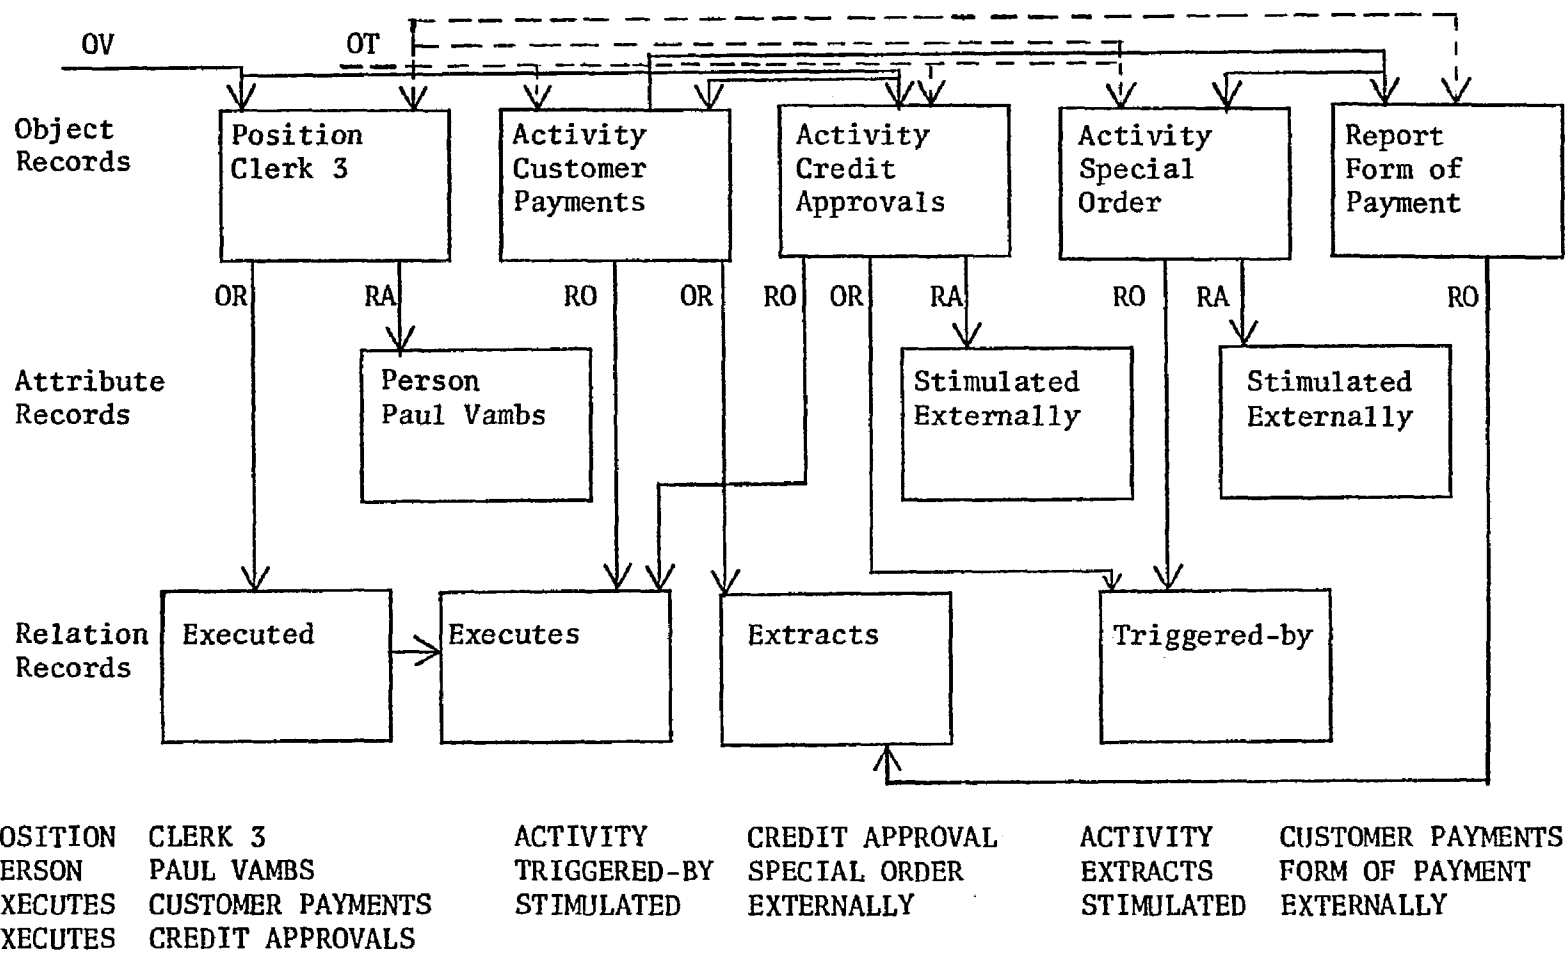 OV
OT
Object
Records
Position
Clerk 3
Activity
Customer
Payments
Activity
Credit
Approvals
Activity
Special
Order
Report
Form of
Payment
OR
RA
RO
OR
RO
OR
RA
RO
RA
RO
Attribute
Records
Person
Paul Vambs
Stimulated
Externally
Stimulated
Externally
Relation
Records
Executed
Executes
Extracts
Triggered-by
OSITION CLERK 3
ERSON PAUL VAMBS
XECUTES CUSTOMER PAYMENTS
XECUTES CREDIT APPROVALS
ACTIVITY CREDIT APPROVAL
TRIGGERED-BY SPECIAL ORDER
STIMULATED EXTERNALLY
ACTIVITY CUSTOMER PAYMENTS
EXTRACTS FORM OF PAYMENT
STIMULATED EXTERNALLY